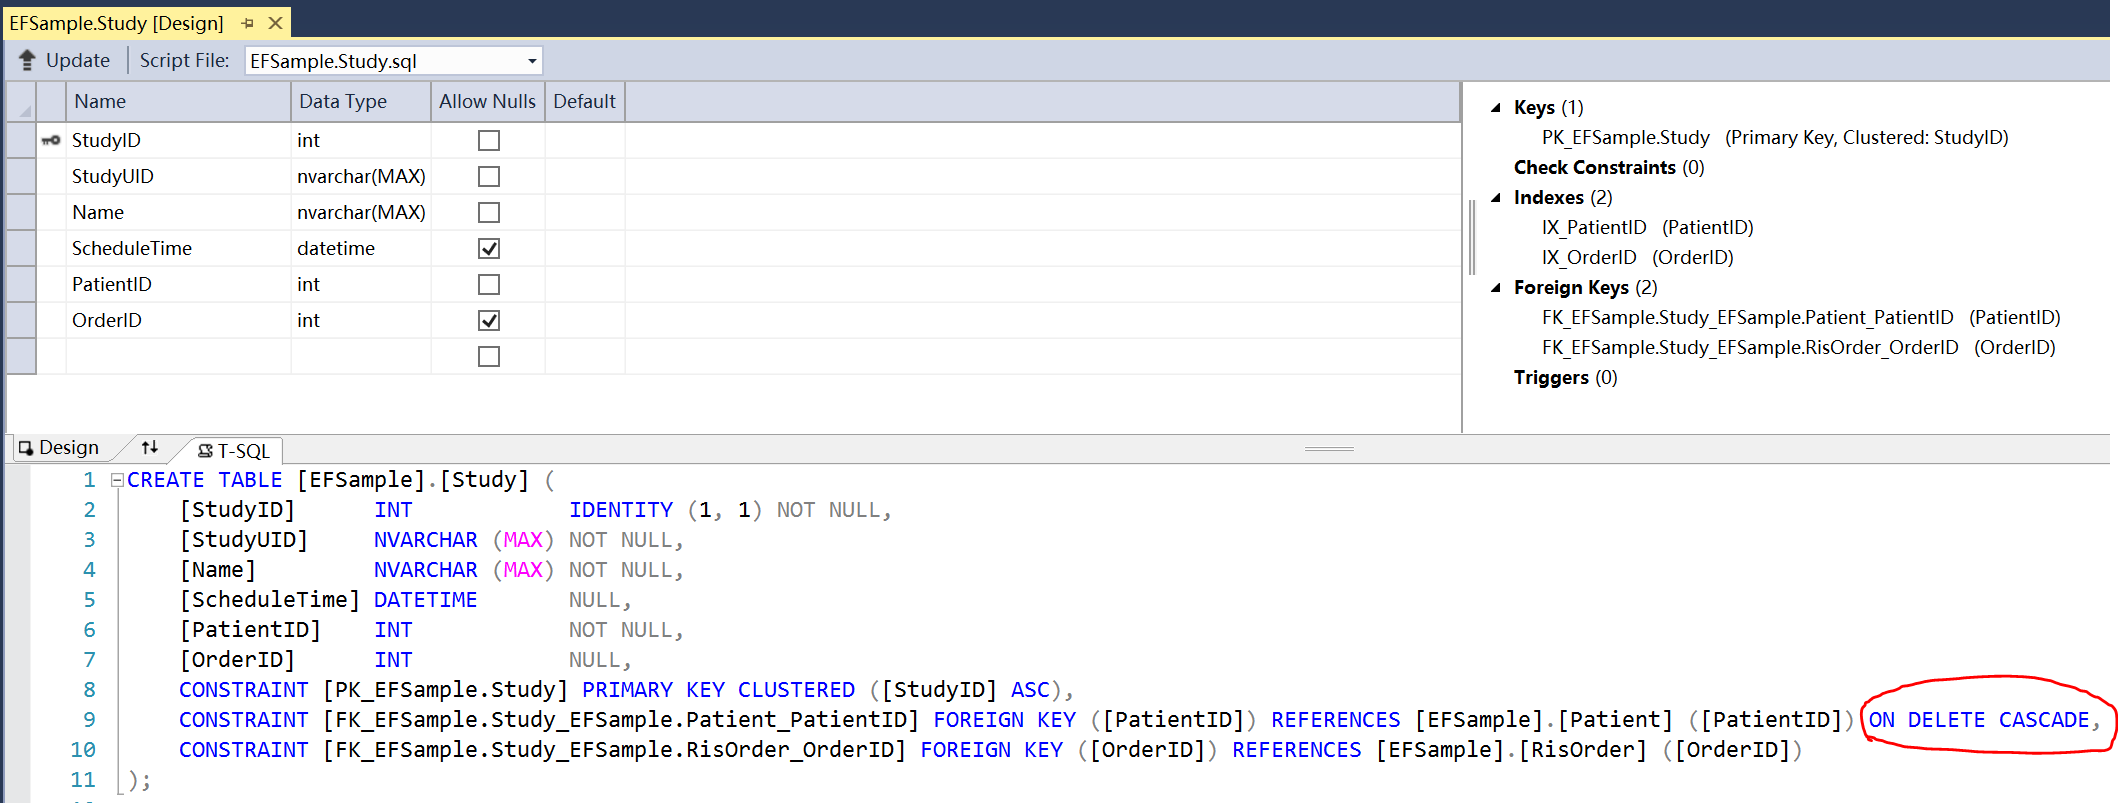 EFSample.Study [Design]
Update Script File: EFSample.Study.sql
Name Data Type Allow Nulls Default
StudyID int
StudyUID nvarchar(MAX)
Name nvarchar(MAX)
ScheduleTime datetime
PatientID int
OrderID int
Keys (1)
PK_EFSample.Study (Primary Key, Clustered: StudyID)
Check Constraints (0)
Indexes (2)
IX_PatientID (PatientID)
IX_OrderID (OrderID)
Foreign Keys (2)
FK_EFSample.Study_EFSample.Patient_PatientID (PatientID)
FK_EFSample.Study_EFSample.RisOrder_OrderID (OrderID)
Triggers (0)
Design T-SQL
1 CREATE TABLE [EFSample].[Study] (
2 [StudyID] INT IDENTITY (1, 1) NOT NULL,
3 [StudyUID] NVARCHAR (MAX) NOT NULL,
4 [Name] NVARCHAR (MAX) NOT NULL,
5 [ScheduleTime] DATETIME NULL,
6 [PatientID] INT NOT NULL,
7 [OrderID] INT NULL,
8 CONSTRAINT [PK_EFSample.Study] PRIMARY KEY CLUSTERED ([StudyID] ASC),
9 CONSTRAINT [FK_EFSample.Study_EFSample.Patient_PatientID] FOREIGN KEY ([PatientID]) REFERENCES [EFSample].[Patient] ([PatientID]) ON DELETE CASCADE,
10 CONSTRAINT [FK_EFSample.Study_EFSample.RisOrder_OrderID] FOREIGN KEY ([OrderID]) REFERENCES [EFSample].[RisOrder] ([OrderID])
11 );